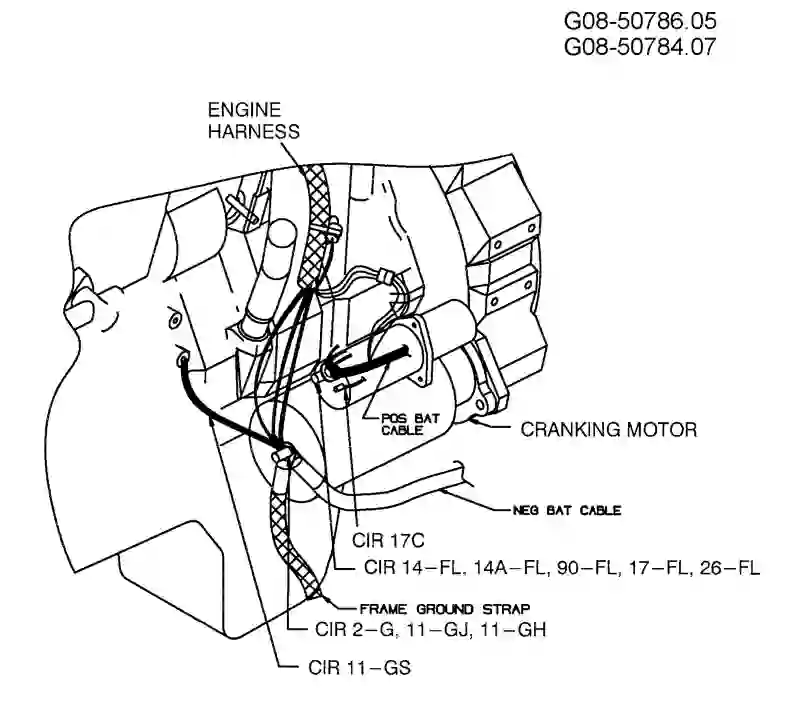 G08-50786.05
G08-50784.07
ENGINE
HARNESS
POS BAT
CABLE
CRANKING MOTOR
NEG BAT CABLE
CIR 17C
CIR 14-FL, 14A-FL, 90-FL, 17-FL, 26-FL
FRAME GROUND STRAP
CIR 2-G, 11-GJ, 11-GH
CIR 11-GS